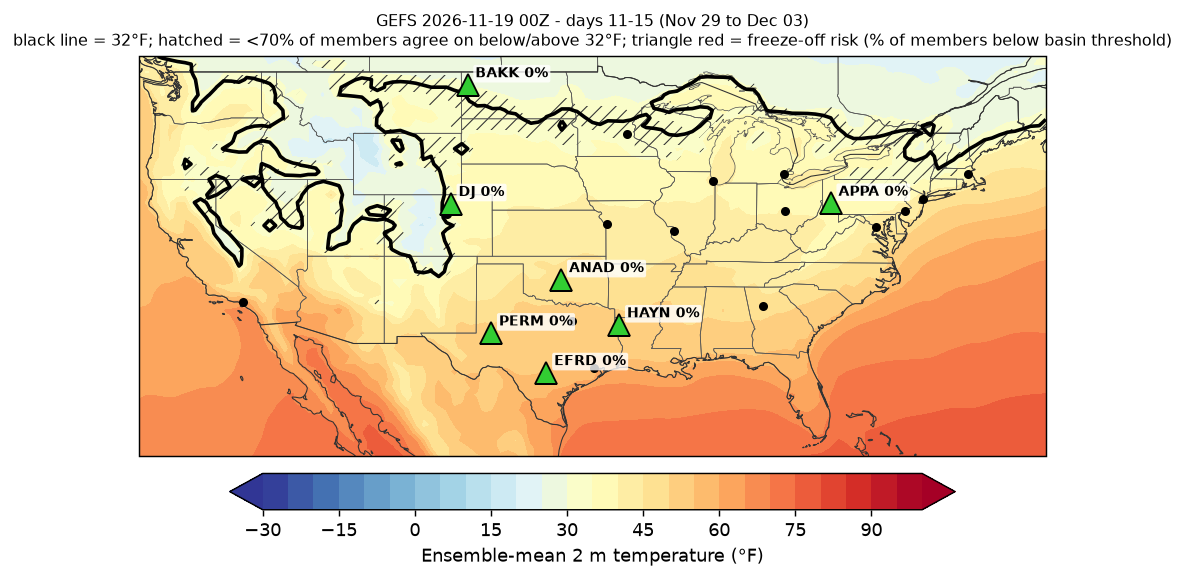 GEFS 2026-11-19 00Z - days 11-15 (Nov 29 to Dec 03)
black line = 32°F; hatched = <70% of members agree on below/above 32°F; triangle red = freeze-off risk (% of members below basin threshold)
BAKK 0%
DJ 0%
APPA 0%
ANAD 0%
HAYN 0%
PERM 0%
EFRD 0%
−30 −15 0 15 30 45 60 75 90
Ensemble-mean 2 m temperature (°F)